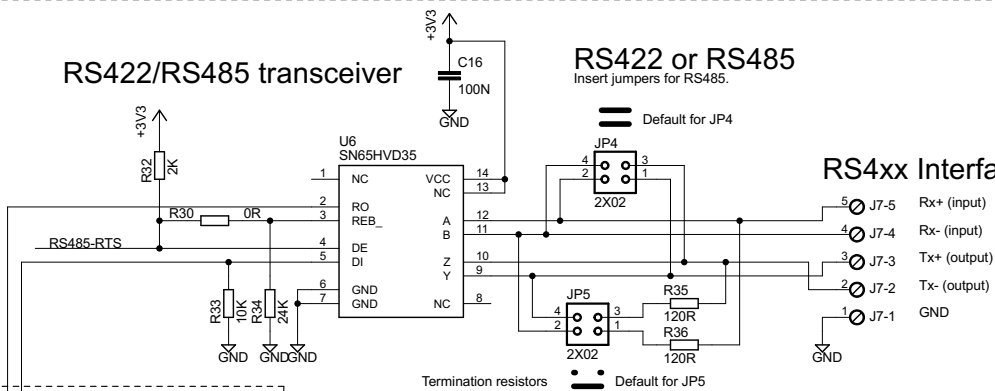 +3V3
RS422/RS485 transceiver
C16
100N
GND
RS422 or RS485
Insert jumpers for RS485.
Default for JP4
+3V3
R32
2K
U6
SN65HVD35
JP4
4 3
2 1
2X02
RS4xx Interfa
1 NC VCC 14
NC 13
2 RO
R30 0R 3 REB_ A 12
B 11
RS485-RTS 4 DE Z 10
5 DI Y 9
6 GND
7 GND NC 8
5 J7-5 Rx+ (input)
4 J7-4 Rx- (input)
3 J7-3 Tx+ (output)
2 J7-2 Tx- (output)
1 J7-1 GND
R33
10K
R34
24K
JP5
4 3
2 1
2X02
R35
120R
R36
120R
GND
GND
GND
GND
Termination resistors
Default for JP5